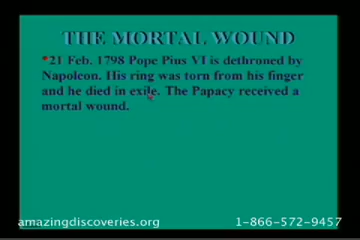 THE MORTAL WOUND
*21 Feb. 1798 Pope Pius VI is dethroned by
Napoleon. His ring was torn from his finger
and he died in exile. The Papacy received a
mortal wound.
amazingdiscoveries.org 1-866-572-9457